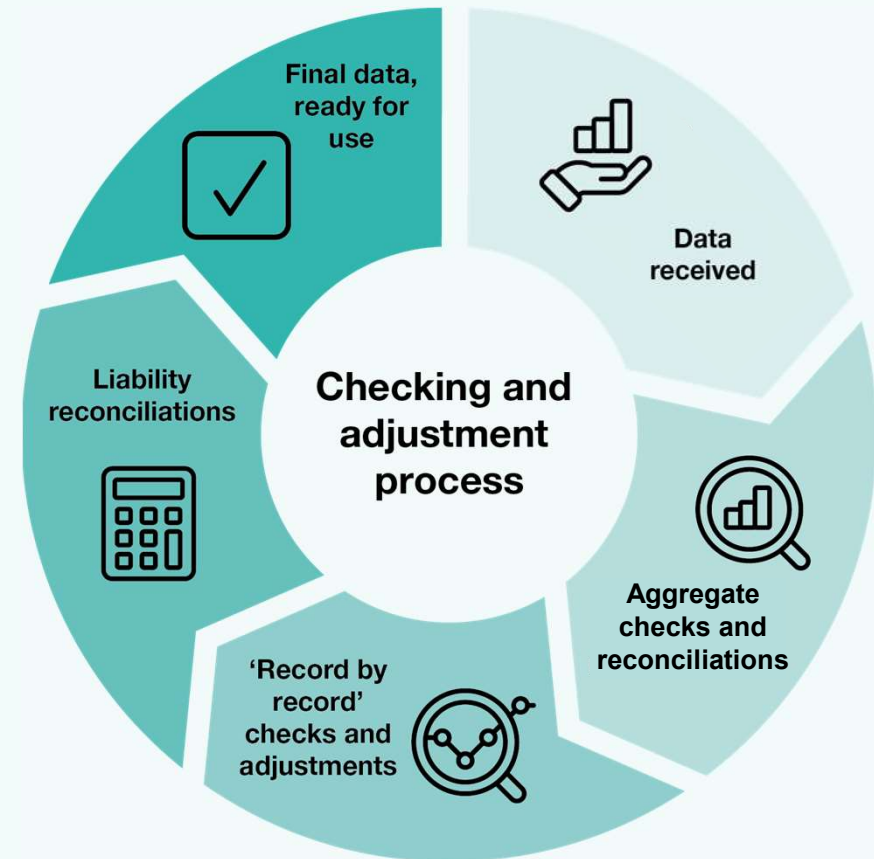 Checking and
adjustment
process
Data
received
Aggregate
checks and
reconciliations
‘Record by
record’
checks and
adjustments
Liability
reconciliations
Final data,
ready for
use